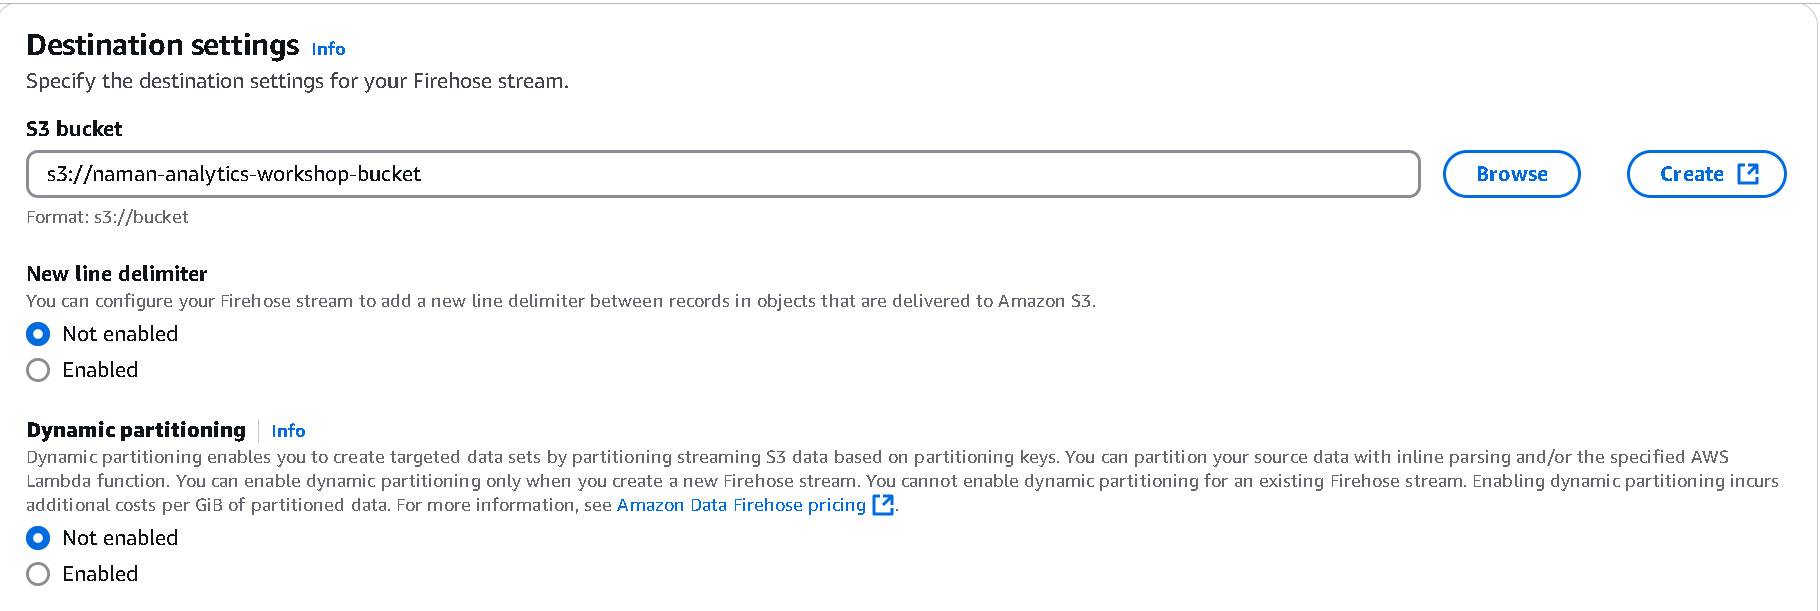 Destination settings Info
Specify the destination settings for your Firehose stream.
S3 bucket
s3://naman-analytics-workshop-bucket
Browse
Create
Format: s3://bucket
New line delimiter
You can configure your Firehose stream to add a new line delimiter between records in objects that are delivered to Amazon S3.
Not enabled
Enabled
Dynamic partitioning Info
Dynamic partitioning enables you to create targeted data sets by partitioning streaming S3 data based on partitioning keys. You can partition your source data with inline parsing and/or the specified AWS
Lambda function. You can enable dynamic partitioning only when you create a new Firehose stream. You cannot enable dynamic partitioning for an existing Firehose stream. Enabling dynamic partitioning incurs
additional costs per GiB of partitioned data. For more information, see Amazon Data Firehose pricing.
Not enabled
Enabled